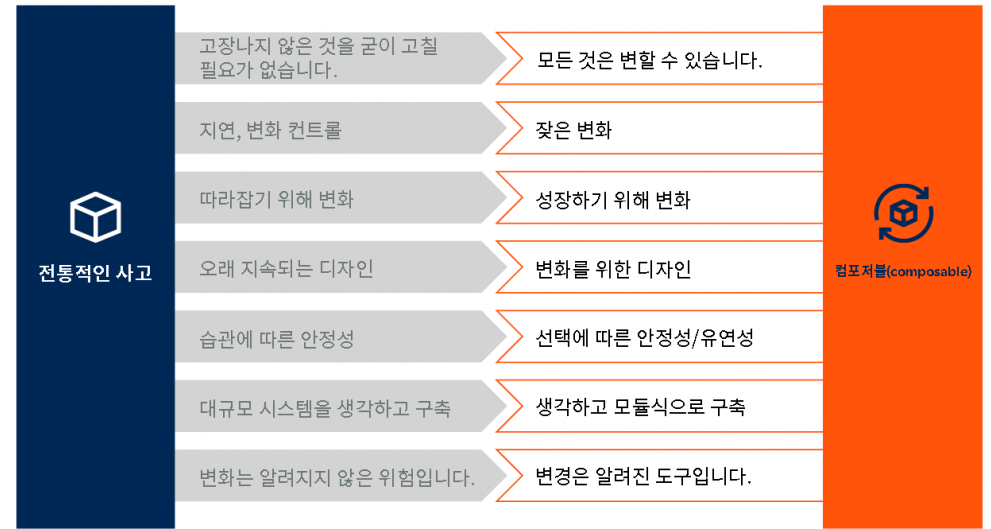 전통적인 사고
고장나지 않은 것을 굳이 고칠
필요가 없습니다.
모든 것은 변할 수 있습니다.
지연, 변화 컨트롤
잦은 변화
따라잡기 위해 변화
성장하기 위해 변화
오래 지속되는 디자인
변화를 위한 디자인
습관에 따른 안정성
선택에 따른 안정성/유연성
대규모 시스템을 생각하고 구축
생각하고 모듈식으로 구축
변화는 알려지지 않은 위험입니다.
변경은 알려진 도구입니다.
컴포저블(composable)